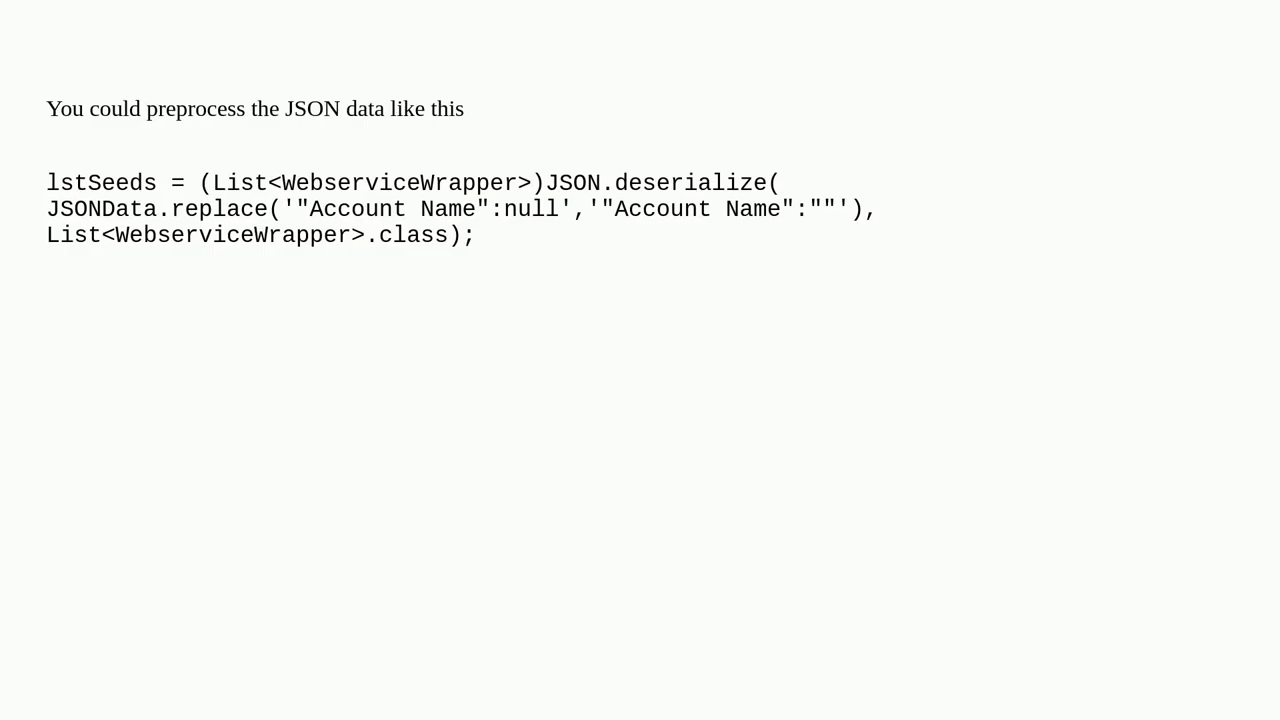 You could preprocess the JSON data like this
lstSeeds = (List<WebserviceWrapper>)JSON.deserialize(
JSONData.replace('"Account Name":null','"Account Name":""'),
List<WebserviceWrapper>.class);